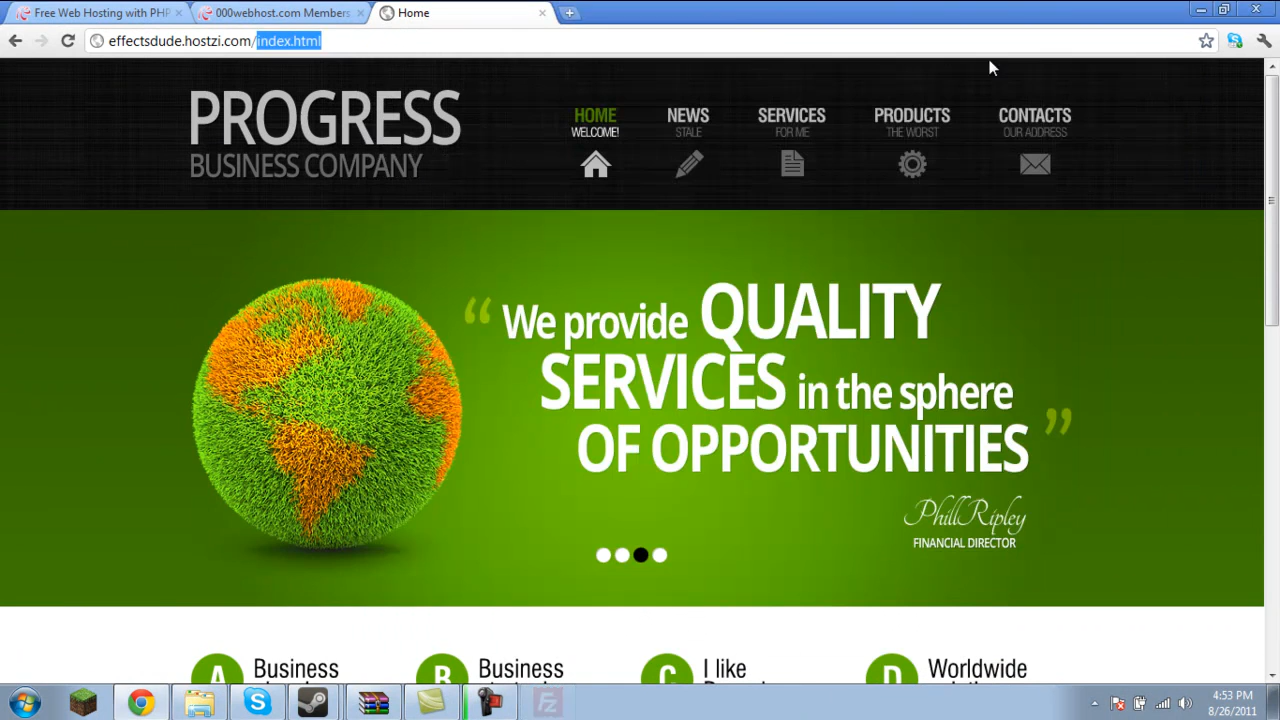 Free Web Hosting with PHP
000webhost.com Members
Home
effectsdude.hostzi.com/index.html
PROGRESS
BUSINESS COMPANY
HOME
WELCOME!
NEWS
STALE
SERVICES
FOR ME
PRODUCTS
THE WORST
CONTACTS
OUR ADDRESS
“ We provide QUALITY
SERVICES in the sphere
OF OPPORTUNITIES ”
Phill Ripley
FINANCIAL DIRECTOR
A Business
B Business
C I like
D Worldwide
4:53 PM
8/26/2011